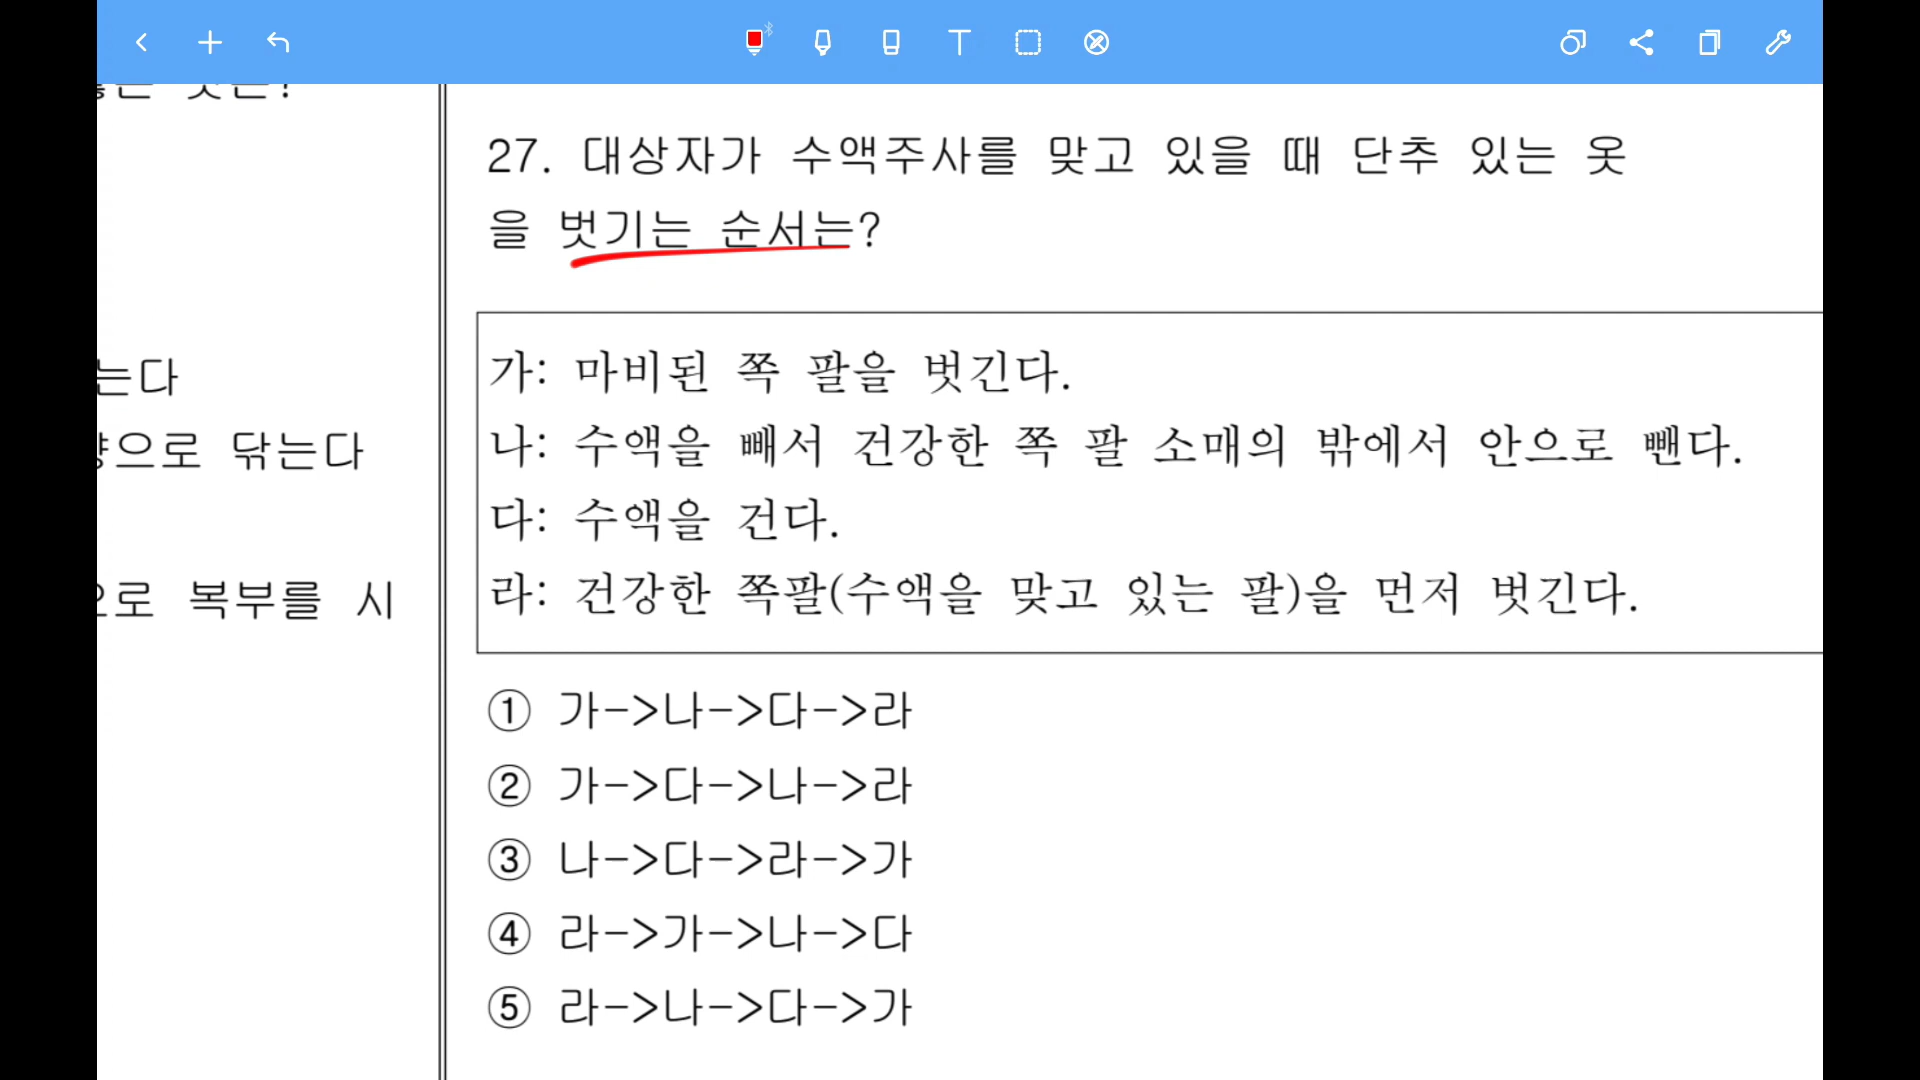 는다
으로 닦는다
로 복부를 시
27. 대상자가 수액주사를 맞고 있을 때 단추 있는 옷
을 벗기는 순서는?
가: 마비된 쪽 팔을 벗긴다.
나: 수액을 빼서 건강한 쪽 팔 소매의 밖에서 안으로 뺀다.
다: 수액을 건다.
라: 건강한 쪽팔(수액을 맞고 있는 팔)을 먼저 벗긴다.
① 가->나->다->라
② 가->다->나->라
③ 나->다->라->가
④ 라->가->나->다
⑤ 라->나->다->가